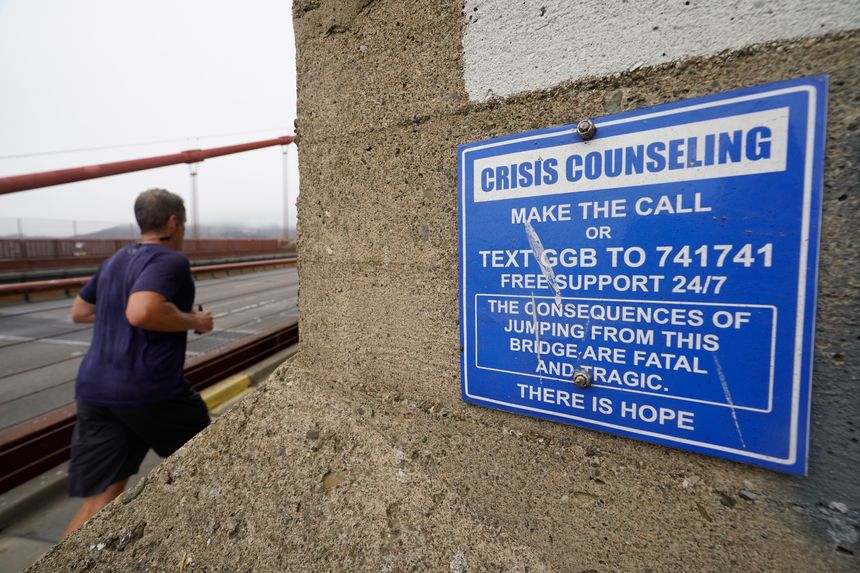 CRISIS COUNSELING
MAKE THE CALL
OR
TEXT GGB TO 741741
FREE SUPPORT 24/7
THE CONSEQUENCES OF
JUMPING FROM THIS
BRIDGE ARE FATAL
AND TRAGIC.
THERE IS HOPE